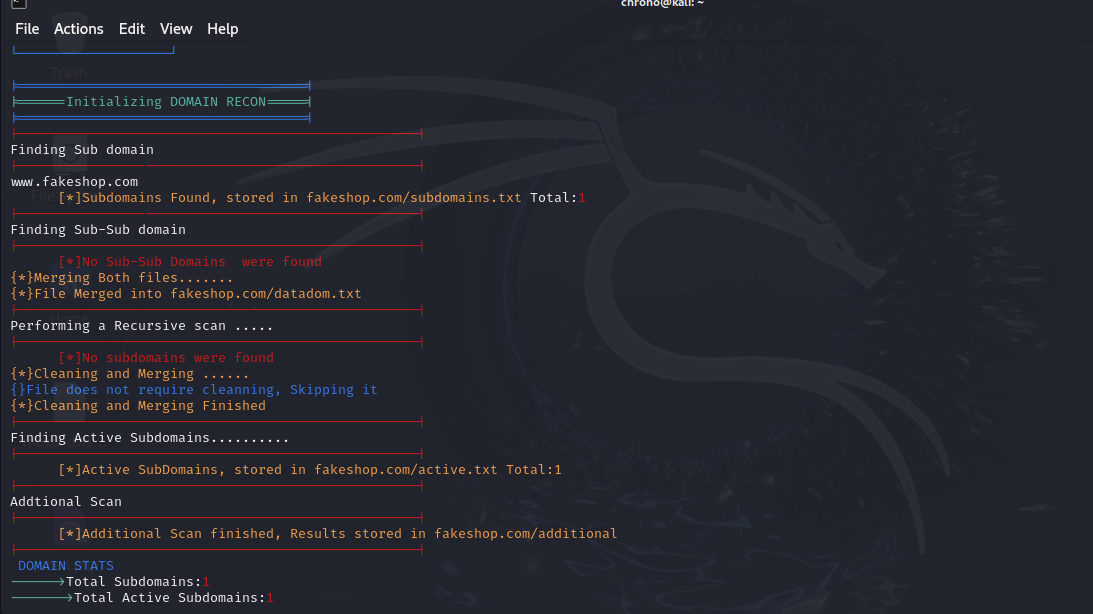 chrono@kali: ~
File Actions Edit View Help
Trash
Initializing DOMAIN RECON
Finding Sub domain
www.fakeshop.com
[*]Subdomains Found, stored in fakeshop.com/subdomains.txt Total:1
Finding Sub-Sub domain
[*]No Sub-Sub Domains  were found
{*}Merging Both files.......
{*}File Merged into fakeshop.com/datadom.txt
Performing a Recursive scan .....
[*]No subdomains were found
{*}Cleaning and Merging ......
{}File does not require cleanning, Skipping it
{*}Cleaning and Merging Finished
Finding Active Subdomains..........
[*]Active SubDomains, stored in fakeshop.com/active.txt Total:1
Addtional Scan
[*]Additional Scan finished, Results stored in fakeshop.com/additional
DOMAIN STATS
Total Subdomains:1
Total Active Subdomains:1